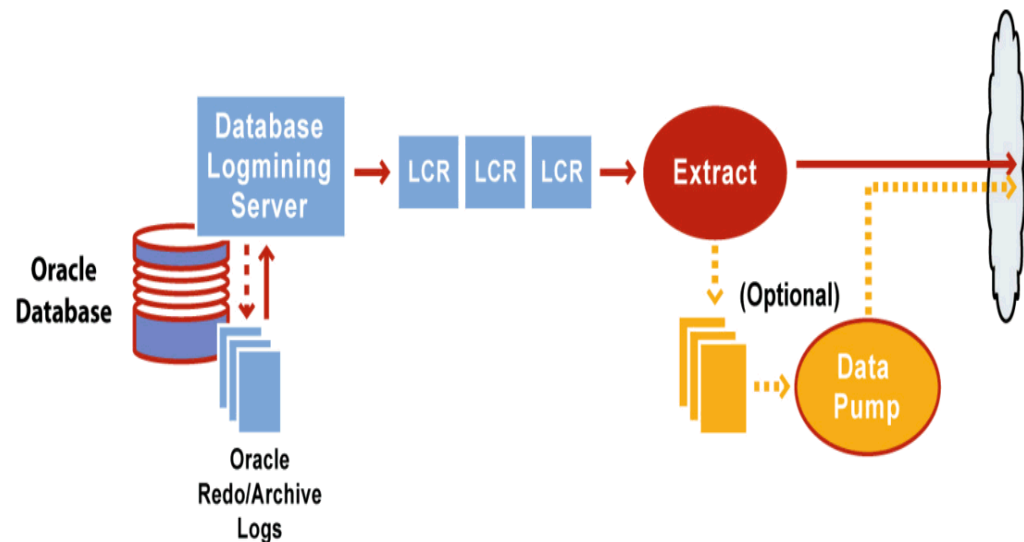 Database
Logmining
Server
LCR
LCR
LCR
Extract
Oracle
Database
(Optional)
Data
Pump
Oracle
Redo/Archive
Logs